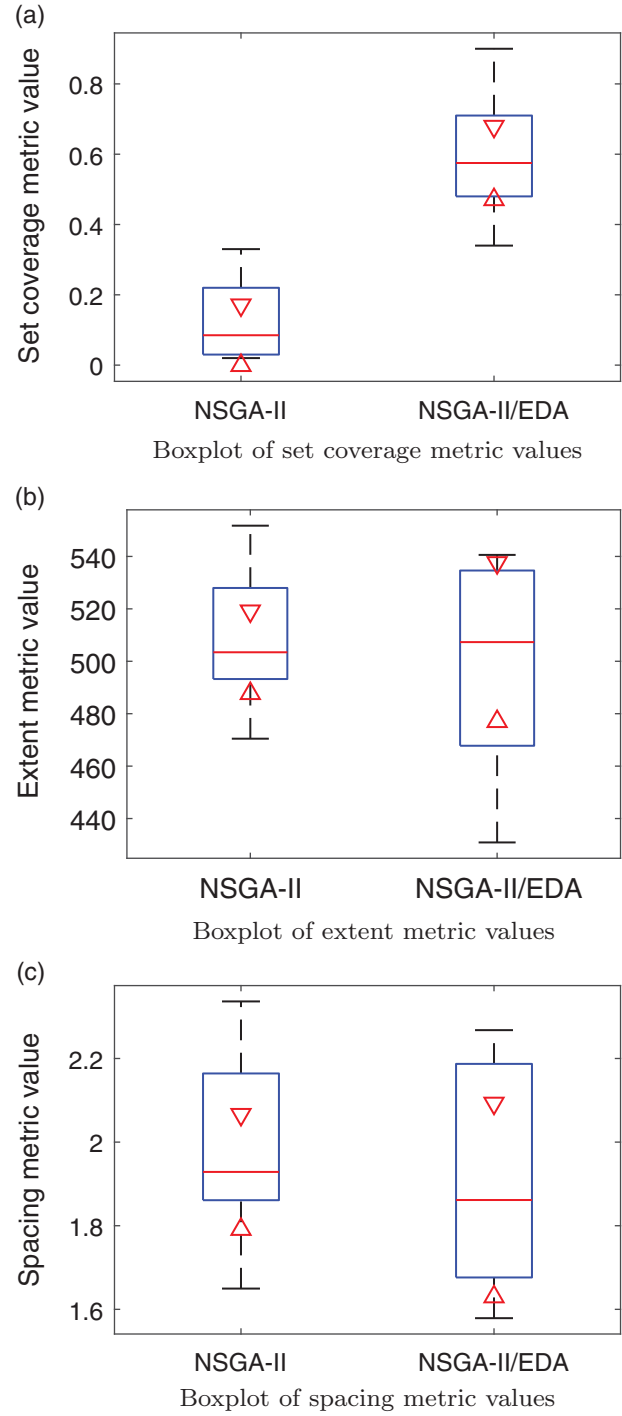 (a)
Set coverage metric value
0.8
0.6
0.4
0.2
0
NSGA-II NSGA-II/EDA
Boxplot of set coverage metric values
(b)
Extent metric value
540
520
500
480
460
440
NSGA-II NSGA-II/EDA
Boxplot of extent metric values
(c)
Spacing metric value
2.2
2
1.8
1.6
NSGA-II NSGA-II/EDA
Boxplot of spacing metric values